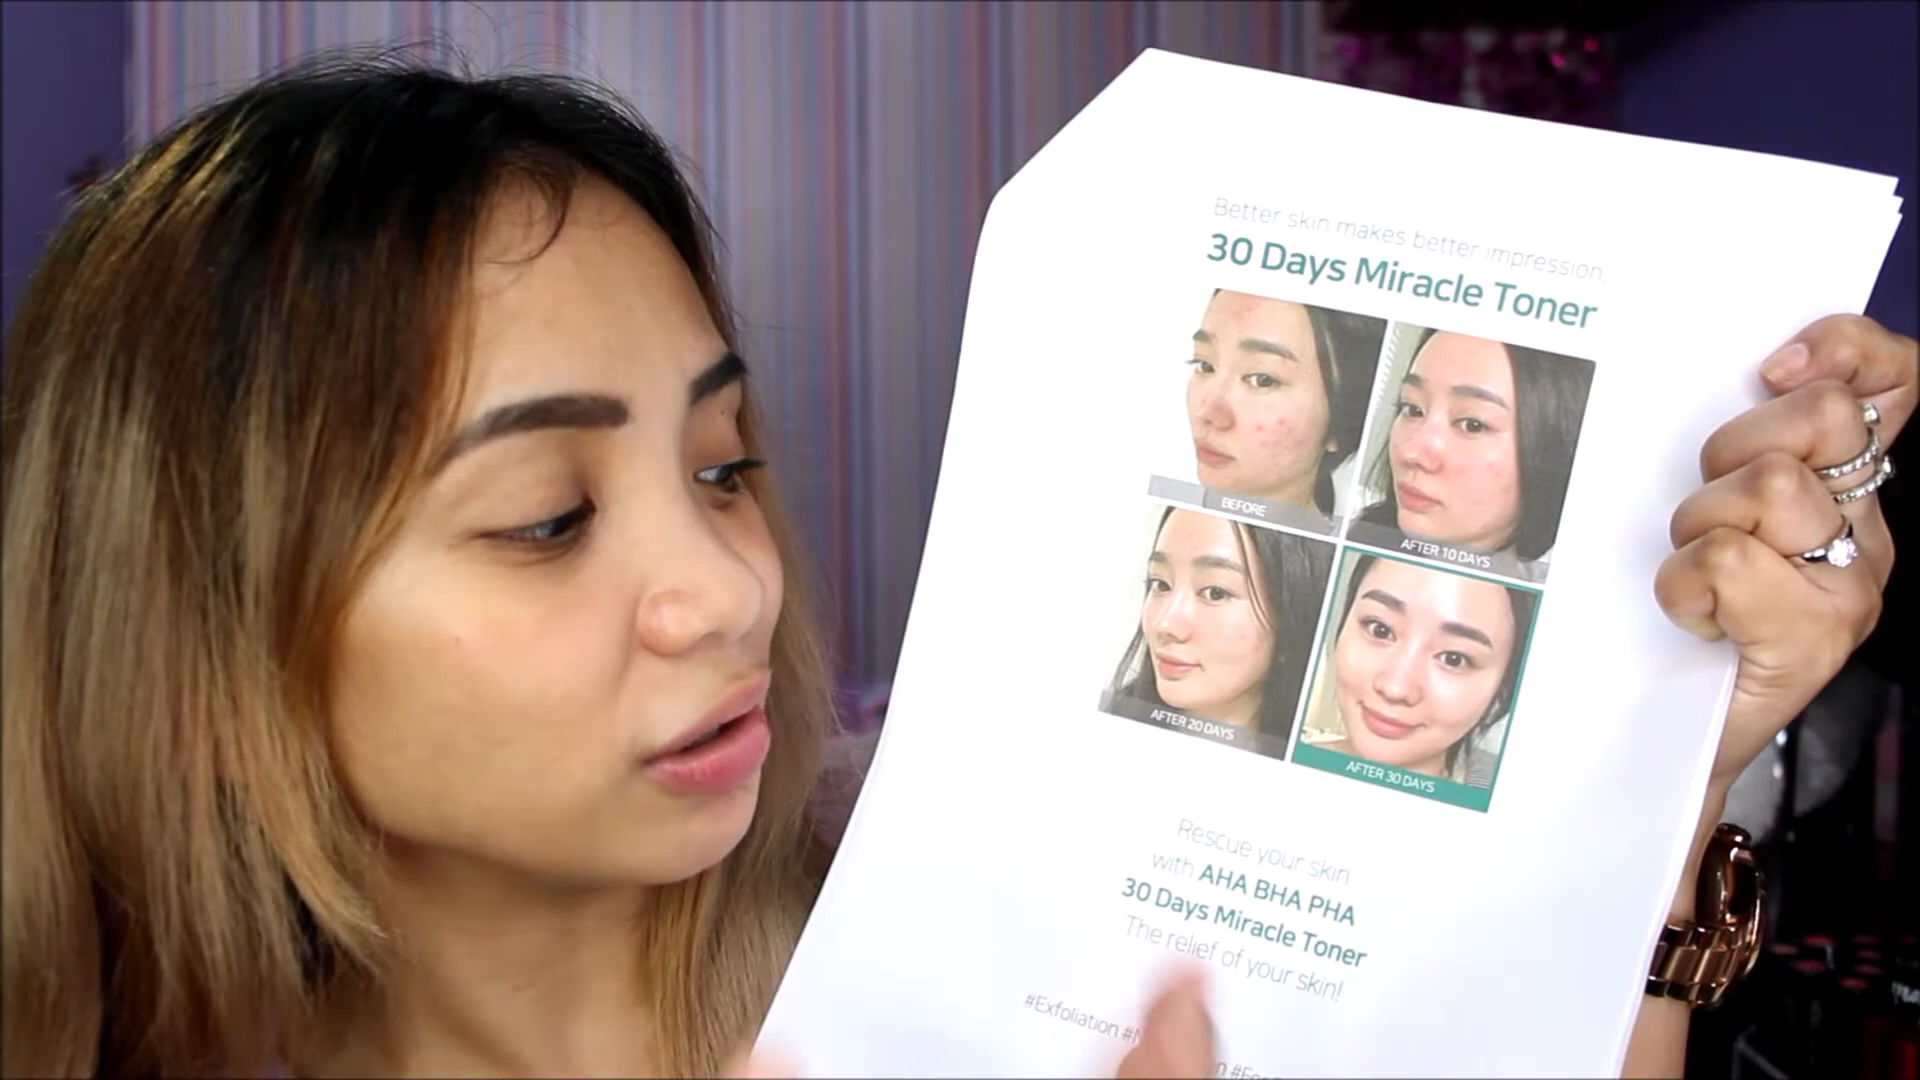 Better skin makes better impression
30 Days Miracle Toner
BEFORE
AFTER 10 DAYS
AFTER 20 DAYS
AFTER 30 DAYS
Rescue your skin
with AHA BHA PHA
30 Days Miracle Toner
The relief of your skin!
#Exfoliation